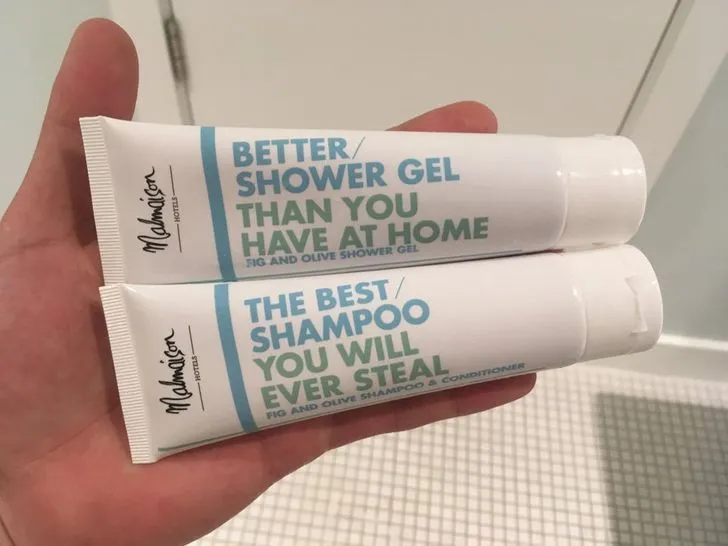 Malmaison
HOTELS
BETTER/
SHOWER GEL
THAN YOU
HAVE AT HOME
FIG AND OLIVE SHOWER GEL
Malmaison
HOTELS
THE BEST/
SHAMPOO
YOU WILL
EVER STEAL
FIG AND OLIVE SHAMPOO & CONDITIONER